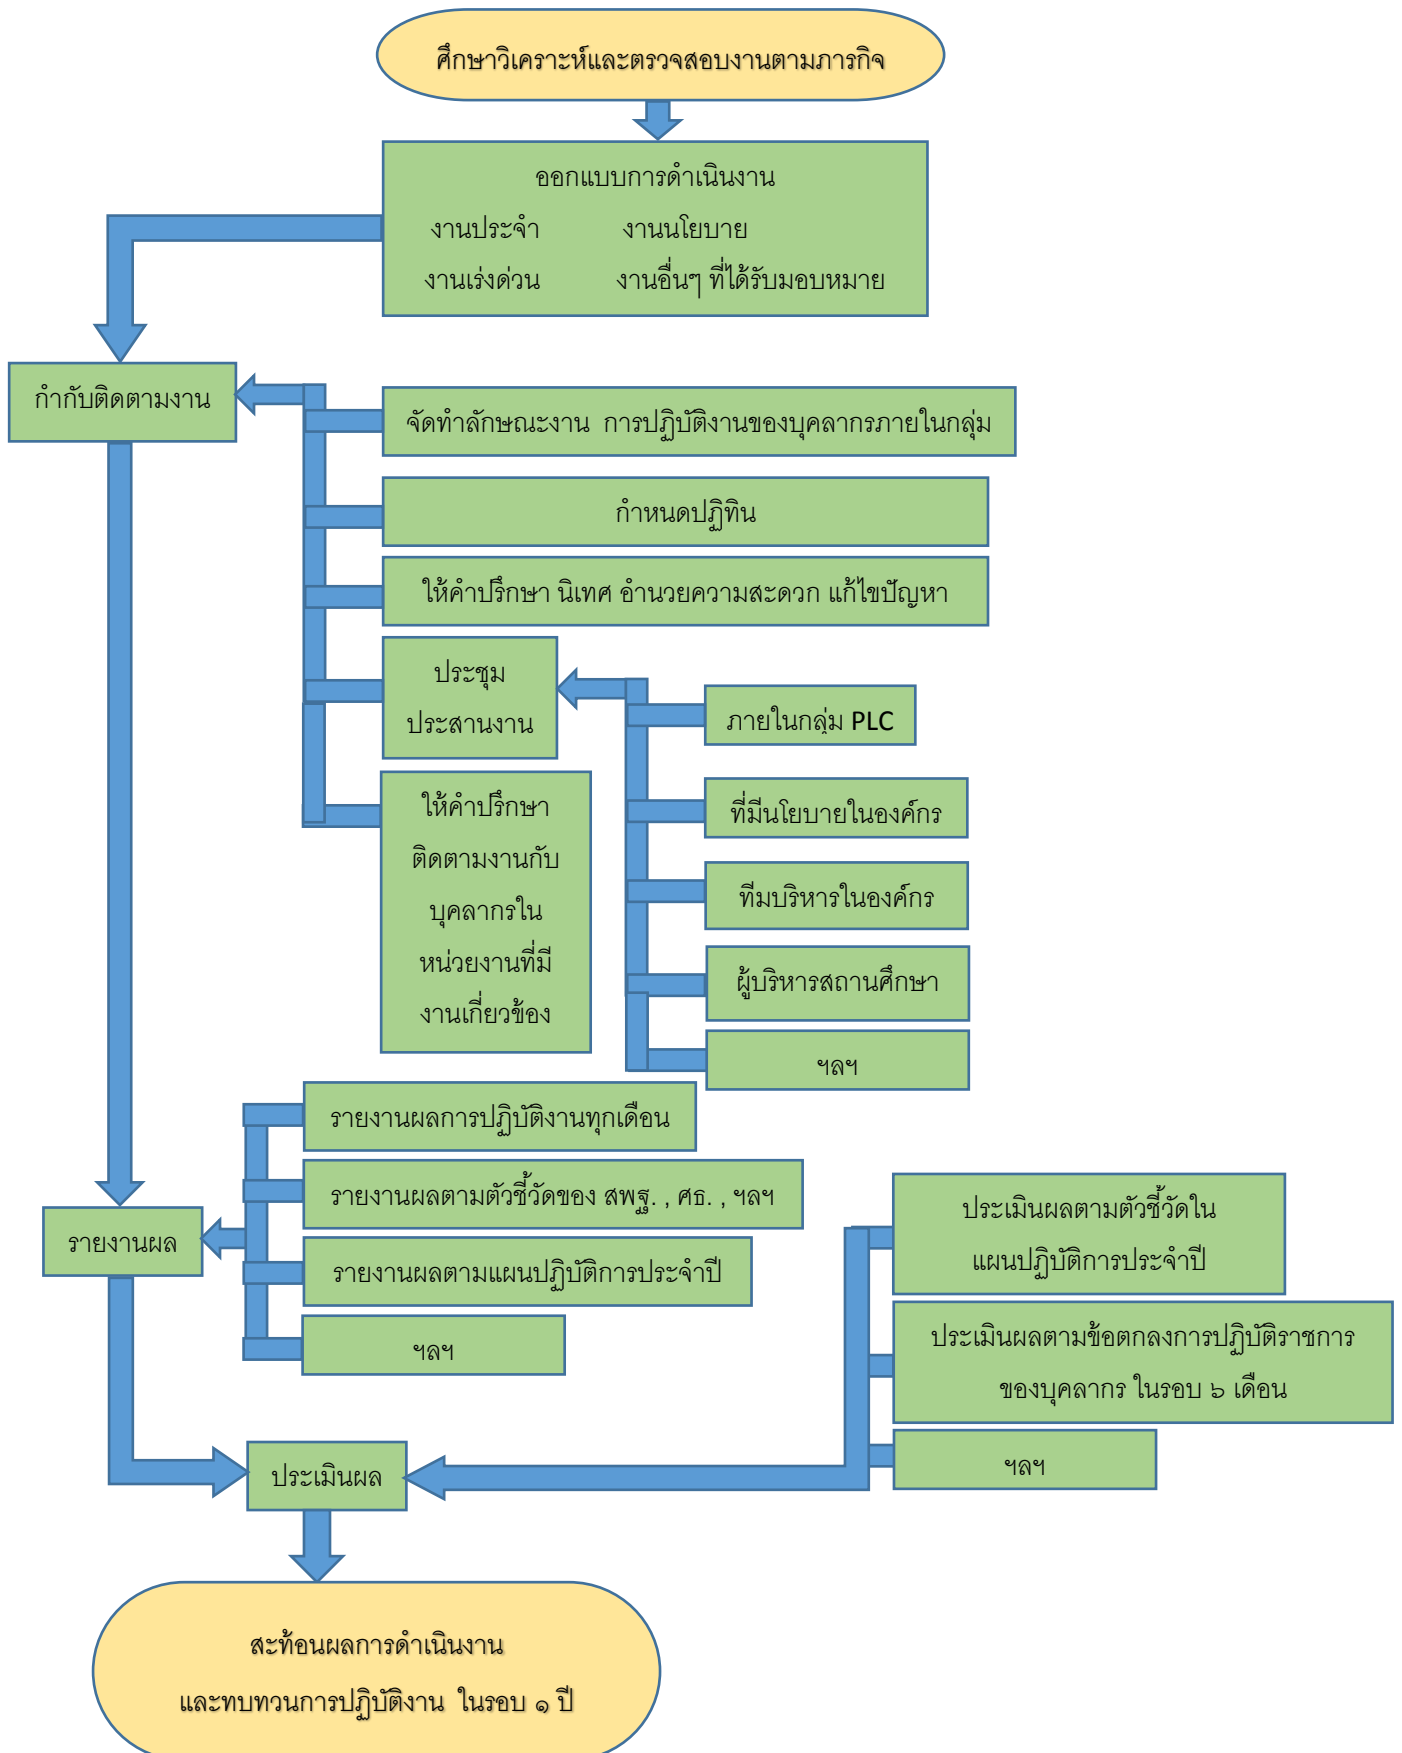 ศึกษาวิเคราะห์และตรวจสอบงานตามภารกิจ
ออกแบบการดำเนินงาน
งานประจำ งานนโยบาย
งานเร่งด่วน งานอื่นๆ ที่ได้รับมอบหมาย
กำกับติดตามงาน
จัดทำลักษณะงาน การปฏิบัติงานของบุคลากรภายในกลุ่ม
กำหนดปฏิทิน
ให้คำปรึกษา นิเทศ อำนวยความสะดวก แก้ไขปัญหา
ประชุม
ประสานงาน
ภายในกลุ่ม PLC
ที่มีนโยบายในองค์กร
ทีมบริหารในองค์กร
ผู้บริหารสถานศึกษา
ฯลฯ
ให้คำปรึกษา
ติดตามงานกับ
บุคลากรใน
หน่วยงานที่มี
งานเกี่ยวข้อง
รายงานผลการปฏิบัติงานทุกเดือน
รายงานผลตามตัวชี้วัดของ สพฐ. , ศธ. , ฯลฯ
รายงานผล
รายงานผลตามแผนปฏิบัติการประจำปี
ฯลฯ
ประเมินผลตามตัวชี้วัดใน
แผนปฏิบัติการประจำปี
ประเมินผลตามข้อตกลงการปฏิบัติราชการ
ของบุคลากร ในรอบ ๖ เดือน
ฯลฯ
ประเมินผล
สะท้อนผลการดำเนินงาน
และทบทวนการปฏิบัติงาน ในรอบ ๑ ปี